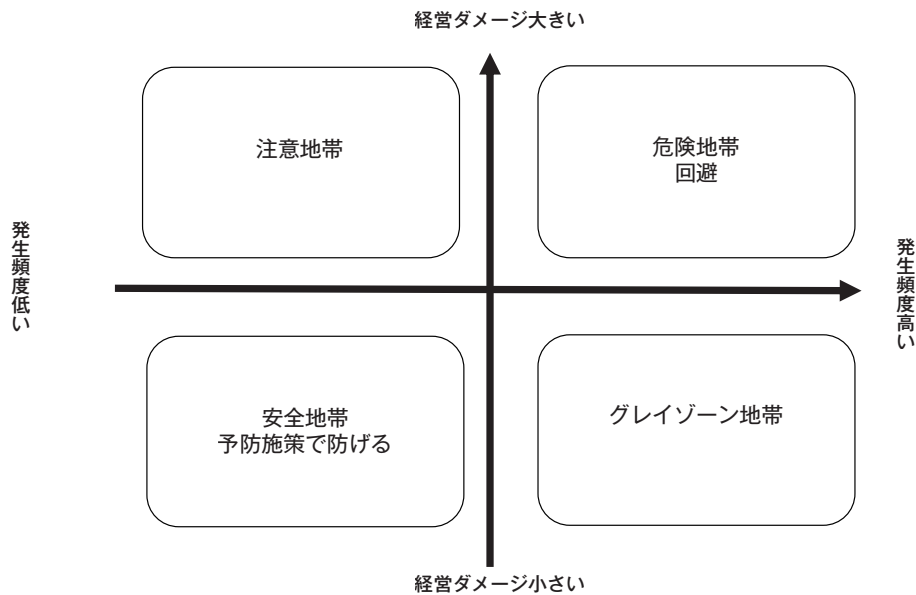 経営ダメージ大きい
注意地帯
危険地帯
回避
発生頻度低い
発生頻度高い
安全地帯
予防施策で防げる
グレイゾーン地帯
経営ダメージ小さい